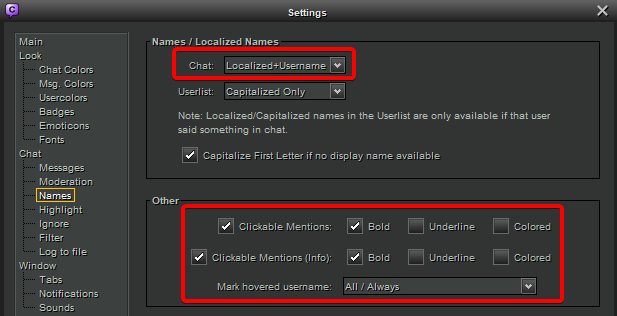 Settings
Main
Look
Chat Colors
Msg. Colors
Usercolors
Badges
Emoticons
Fonts
Chat
Messages
Moderation
Names
Highlight
Ignore
Filter
Log to file
Window
Tabs
Notifications
Sounds
Names / Localized Names
Chat: Localized+Username
Userlist: Capitalized Only
Note: Localized/Capitalized names in the Userlist are only available if that user
said something in chat.
Capitalize First Letter if no display name available
Other
Clickable Mentions: Bold Underline Colored
Clickable Mentions (Info): Bold Underline Colored
Mark hovered username: All / Always